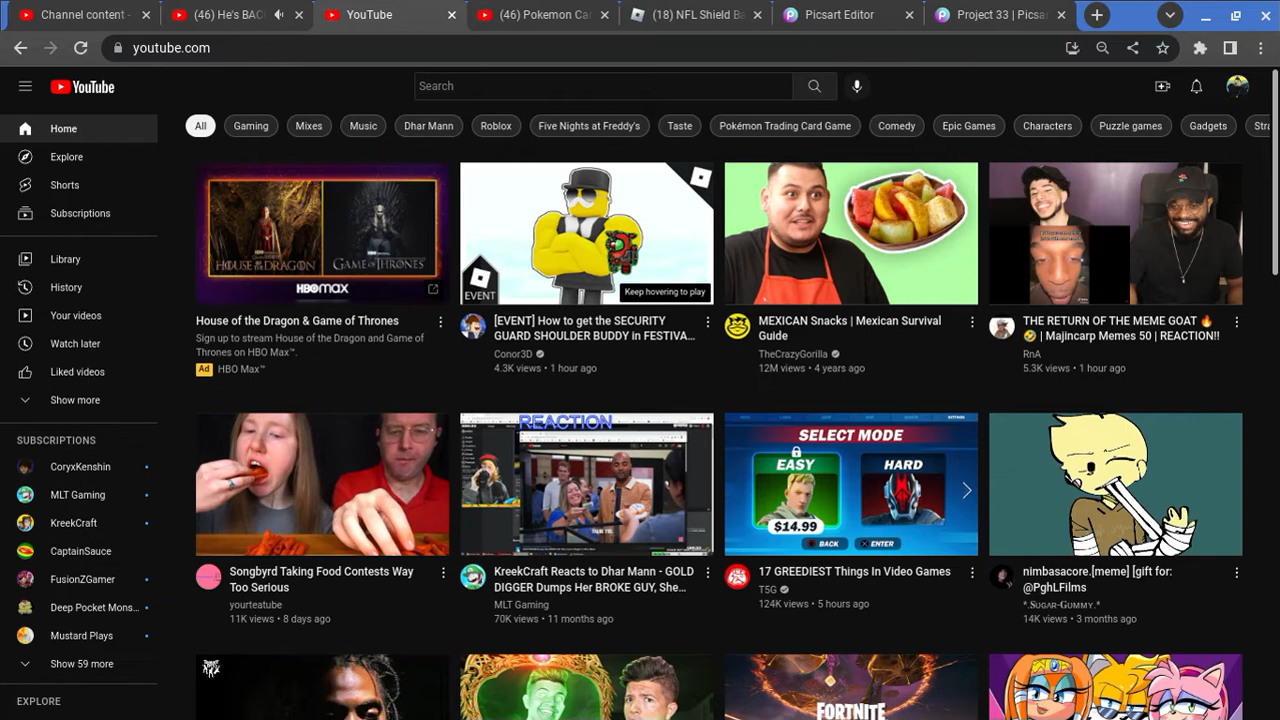 Channel content -
(46) He's BAC
YouTube
(46) Pokemon Car
(18) NFL Shield Ba
Picsart Editor
Project 33 | Picsa
youtube.com
YouTube
Search
Home
Explore
Shorts
Subscriptions
Library
History
Your videos
Watch later
Liked videos
Show more
SUBSCRIPTIONS
CoryxKenshin
MLT Gaming
KreekCraft
CaptainSauce
FusionZGamer
Deep Pocket Mons...
Mustard Plays
Show 59 more
EXPLORE
All
Gaming
Mixes
Music
Dhar Mann
Roblox
Five Nights at Freddy's
Taste
Pokémon Trading Card Game
Comedy
Epic Games
Characters
Puzzle games
Gadgets
Stra
HBO
HOUSE OF THE DRAGON
GAME OF THRONES
HBOMAX
House of the Dragon & Game of Thrones
Sign up to stream House of the Dragon and Game of Thrones on HBO Max™.
Ad HBO Max™
EVENT
Keep hovering to play
[EVENT] How to get the SECURITY
GUARD SHOULDER BUDDY in FESTIVA...
Conor3D
4.3K views • 1 hour ago
MEXICAN Snacks | Mexican Survival
Guide
TheCrazyGorilla
12M views • 4 years ago
THE RETURN OF THE MEME GOAT 🔥
🤣 | Majincarp Memes 50 | REACTION!!
RnA
5.3K views • 1 hour ago
Songbyrd Taking Food Contests Way
Too Serious
yourteatube
11K views • 8 days ago
REACTION
KreekCraft Reacts to Dhar Mann - GOLD
DIGGER Dumps Her BROKE GUY, She...
MLT Gaming
70K views • 11 months ago
SELECT MODE
EASY
HARD
$14.99
BACK
ENTER
17 GREEDIEST Things In Video Games
T5G
124K views • 5 hours ago
nimbasacore.[meme] [gift for:
@PghLFilms
*.Sᴜɢᴀʀ-Gᴜᴍᴍʏ.*
14K views • 3 months ago
FORTNITE